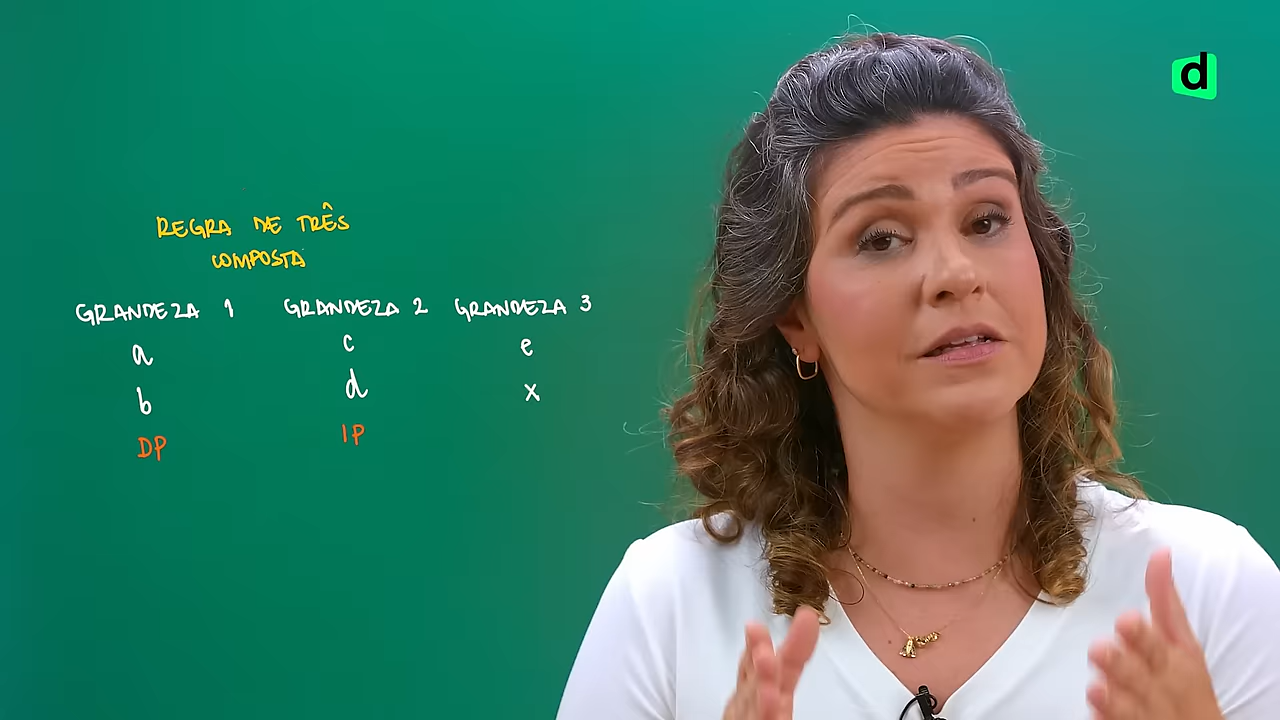 d
REGRA DE TRÊS
COMPOSTA
GRANDEZA 1 GRANDEZA 2 GRANDEZA 3
a c e
b d x
DP IP